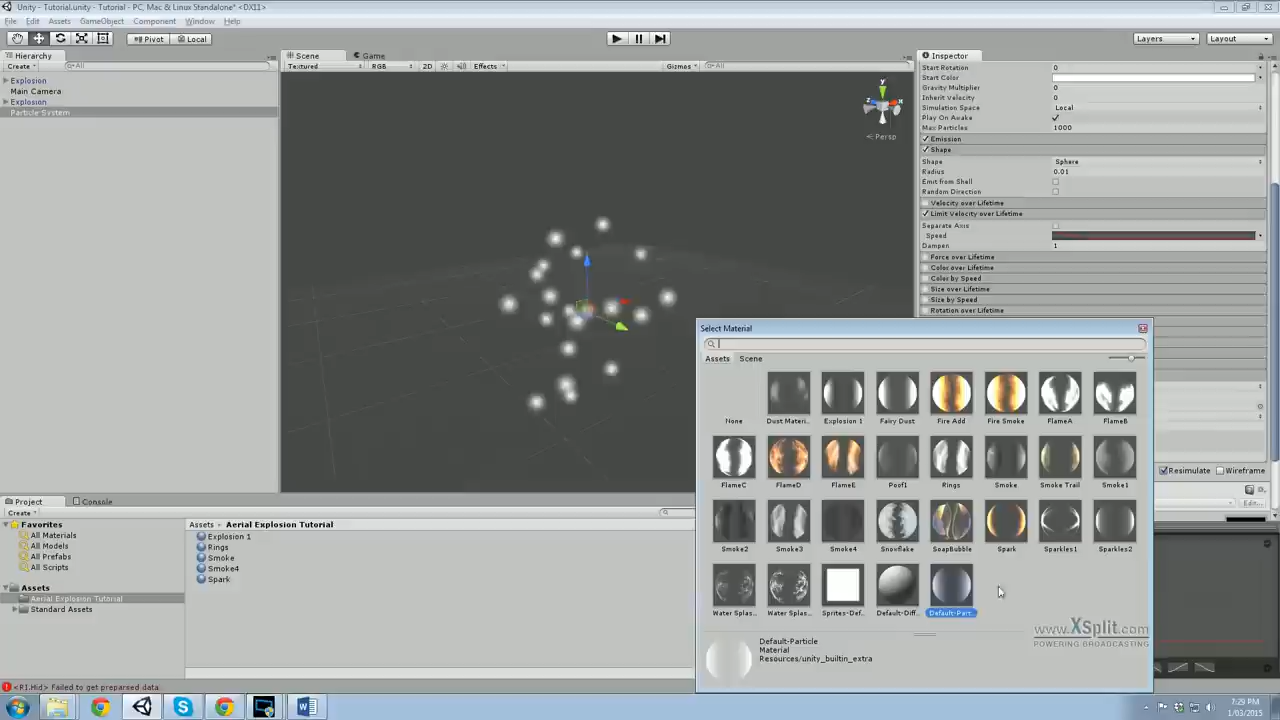 Unity - Tutorial.unity - Tutorial - PC, Mac & Linux Standalone* <DX11>
File Edit Assets GameObject Component Window Help
Pivot Local Layers Layout
Hierarchy
Create All
Explosion
Main Camera
Explosion
Particle System
Scene Game
Textured RGB 2D Effects Gizmos All
Persp
Inspector
Start Rotation 0
Start Color
Gravity Multiplier 0
Inherit Velocity 0
Simulation Space Local
Play On Awake
Max Particles 1000
Emission
Shape
Shape Sphere
Radius 0.01
Emit from Shell
Random Direction
Velocity over Lifetime
Limit Velocity over Lifetime
Separate Axis
Speed
Dampen 1
Force over Lifetime
Color over Lifetime
Color by Speed
Size over Lifetime
Size by Speed
Rotation over Lifetime
Resimulate Wireframe
Edit...
Select Material
Assets Scene
None Dust Materi... Explosion 1 Fairy Dust Fire Add Fire Smoke FlameA FlameB
FlameC FlameD FlameE Poof1 Rings Smoke Smoke Trail Smoke1
Smoke2 Smoke3 Smoke4 Snowflake SoapBubble Spark Sparkles1 Sparkles2
Water Splas... Water Splas... Sprites-Def... Default-Diff... Default-Part...
Default-Particle
Material
Resources/unity_builtin_extra
www.XSplit.com
POWERING BROADCASTING
Project Console
Create
Favorites
All Materials
All Models
All Prefabs
All Scripts
Assets
Aerial Explosion Tutorial
Standard Assets
Assets Aerial Explosion Tutorial
Explosion 1
Rings
Smoke
Smoke4
Spark
<RI.Hid> Failed to get preparsed data.
7:29 PM
1/03/2015